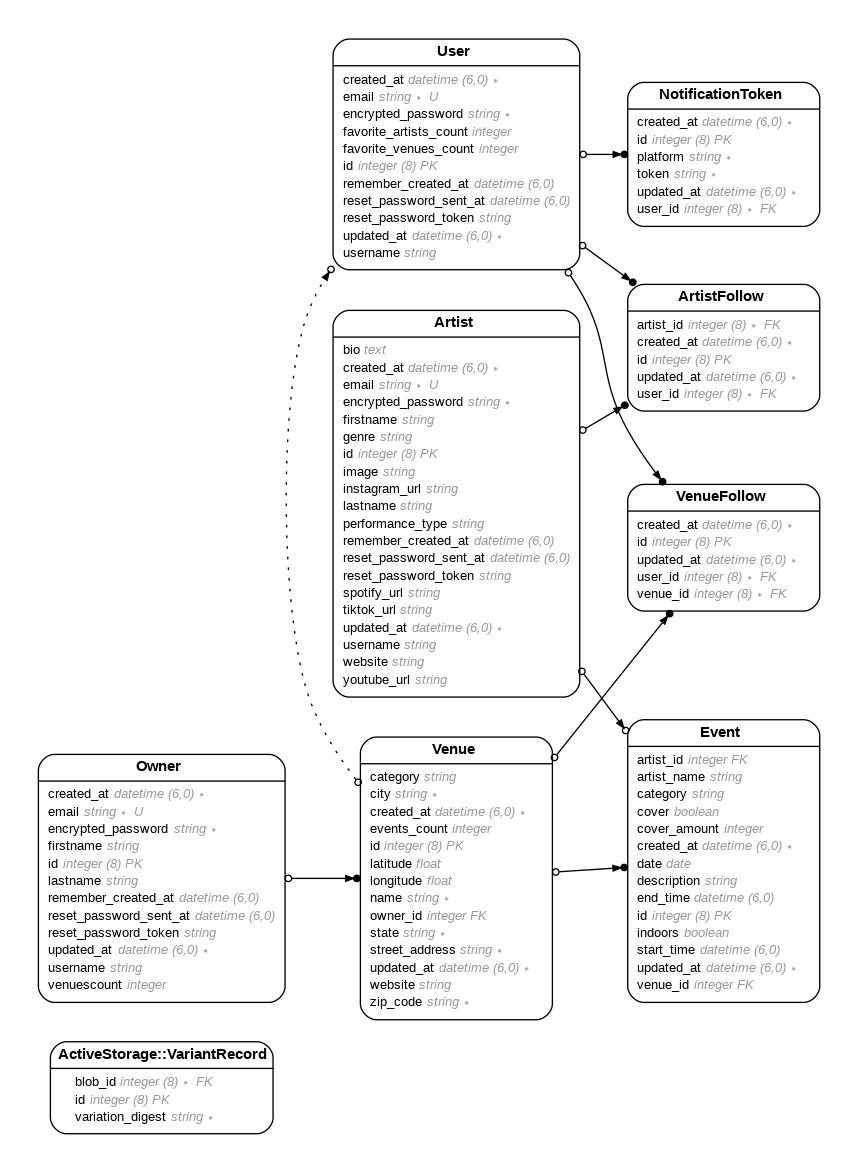 User
created_at datetime (6,0) ∗
email string ∗ U
encrypted_password string ∗
favorite_artists_count integer
favorite_venues_count integer
id integer (8) PK
remember_created_at datetime (6,0)
reset_password_sent_at datetime (6,0)
reset_password_token string
updated_at datetime (6,0) ∗
username string
NotificationToken
created_at datetime (6,0) ∗
id integer (8) PK
platform string ∗
token string ∗
updated_at datetime (6,0) ∗
user_id integer (8) ∗ FK
ArtistFollow
artist_id integer (8) ∗ FK
created_at datetime (6,0) ∗
id integer (8) PK
updated_at datetime (6,0) ∗
user_id integer (8) ∗ FK
Artist
bio text
created_at datetime (6,0) ∗
email string ∗ U
encrypted_password string ∗
firstname string
genre string
id integer (8) PK
image string
instagram_url string
lastname string
performance_type string
remember_created_at datetime (6,0)
reset_password_sent_at datetime (6,0)
reset_password_token string
spotify_url string
tiktok_url string
updated_at datetime (6,0) ∗
username string
website string
youtube_url string
VenueFollow
created_at datetime (6,0) ∗
id integer (8) PK
updated_at datetime (6,0) ∗
user_id integer (8) ∗ FK
venue_id integer (8) ∗ FK
Owner
created_at datetime (6,0) ∗
email string ∗ U
encrypted_password string ∗
firstname string
id integer (8) PK
lastname string
remember_created_at datetime (6,0)
reset_password_sent_at datetime (6,0)
reset_password_token string
updated_at datetime (6,0) ∗
username string
venuescount integer
Venue
category string
city string ∗
created_at datetime (6,0) ∗
events_count integer
id integer (8) PK
latitude float
longitude float
name string ∗
owner_id integer FK
state string ∗
street_address string ∗
updated_at datetime (6,0) ∗
website string
zip_code string ∗
Event
artist_id integer FK
artist_name string
category string
cover boolean
cover_amount integer
created_at datetime (6,0) ∗
date date
description string
end_time datetime (6,0)
id integer (8) PK
indoors boolean
start_time datetime (6,0)
updated_at datetime (6,0) ∗
venue_id integer FK
ActiveStorage::VariantRecord
blob_id integer (8) ∗ FK
id integer (8) PK
variation_digest string ∗